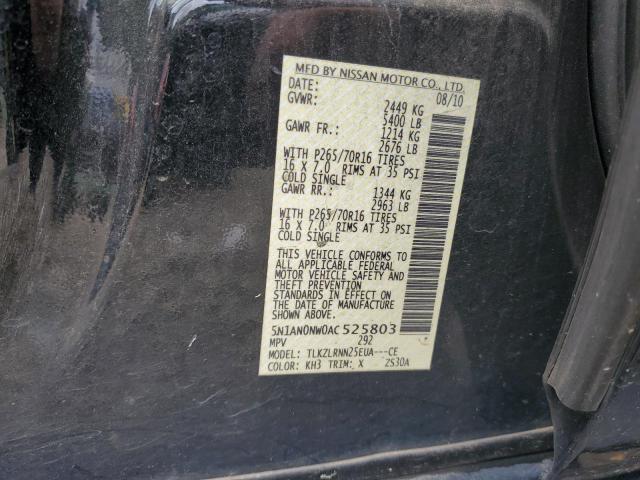 MFD BY NISSAN MOTOR CO., LTD.
DATE: 08/10
GVWR: 2449 KG
5400 LB
GAWR FR.: 1214 KG
2676 LB
WITH P265/70R16 TIRES
16 X 7.0 RIMS AT 35 PSI
COLD SINGLE
GAWR RR.: 1344 KG
2963 LB
WITH P265/70R16 TIRES
16 X 7.0 RIMS AT 35 PSI
COLD SINGLE
THIS VEHICLE CONFORMS TO
ALL APPLICABLE FEDERAL
MOTOR VEHICLE SAFETY AND
THEFT PREVENTION
STANDARDS IN EFFECT ON
THE DATE OF MANUFACTURE
SHOWN ABOVE.
5N1AN0NW0AC525803
MPV 292
MODEL: TLKZLRNN25EUA---CE
COLOR: KH3 TRIM: X ZS30A